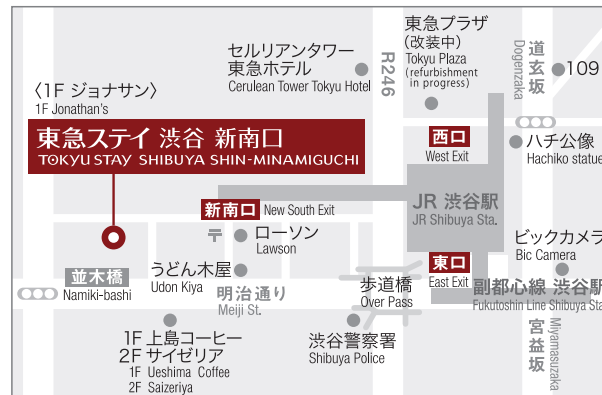 セルリアンタワー
東急ホテル
Cerulean Tower Tokyu Hotel
R246
東急プラザ
(改装中)
Tokyu Plaza
(refurbishment
in progress)
道玄坂
Dogenzaka
109
〈1F ジョナサン〉
1F Jonathan's
東急ステイ 渋谷 新南口
TOKYU STAY SHIBUYA SHIN-MINAMIGUCHI
西口
West Exit
ハチ公像
Hachiko statue
新南口 New South Exit
JR 渋谷駅
JR Shibuya Sta.
〒
ローソン
Lawson
ビックカメラ
Bic Camera
並木橋
Namiki-bashi
うどん木屋
Udon Kiya
明治通り
Meiji St.
歩道橋
Over Pass
東口
East Exit
副都心線 渋谷駅
Fukutoshin Line Shibuya Sta
1F 上島コーヒー
2F サイゼリア
1F Ueshima Coffee
2F Saizeriya
渋谷警察署
Shibuya Police
宮益坂
Miyamasuzaka